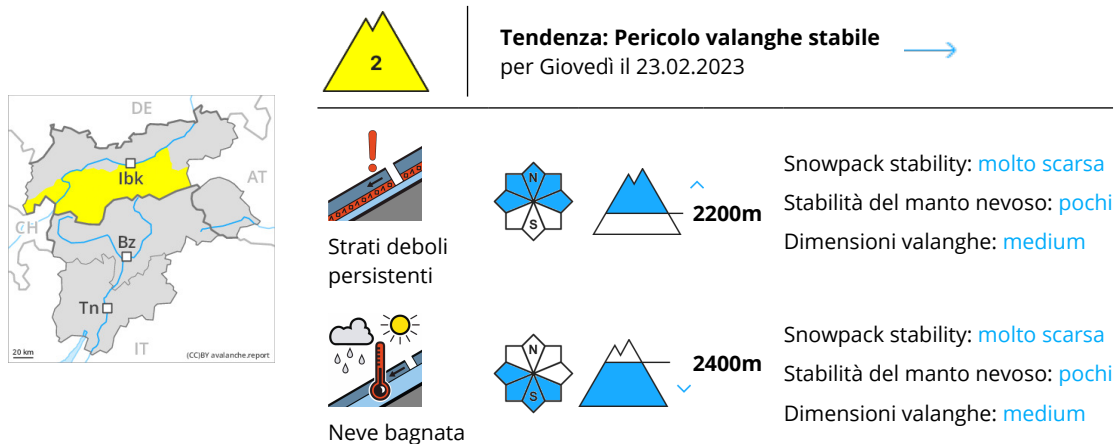 2
Tendenza: Pericolo valanghe stabile
per Giovedì il 23.02.2023
DE
Ibk
AT
CH
Bz
Tn
IT
20 km
(CC)BY avalanche.report
Strati deboli
persistenti
N
S
2200m
Snowpack stability: molto scarsa
Stabilità del manto nevoso: pochi
Dimensioni valanghe: medium
Neve bagnata
N
S
2400m
Snowpack stability: molto scarsa
Stabilità del manto nevoso: pochi
Dimensioni valanghe: medium